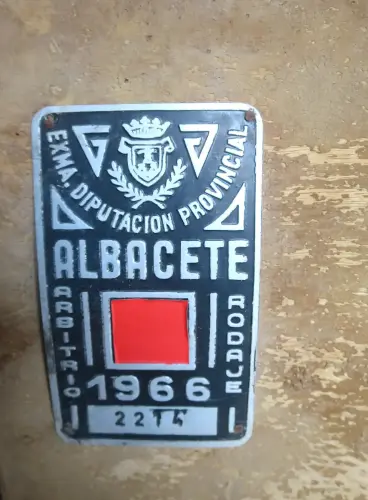 EXMA. DIPUTACION PROVINCIAL
ALBACETE
ARBITRIO
RODAJE
1966
2214